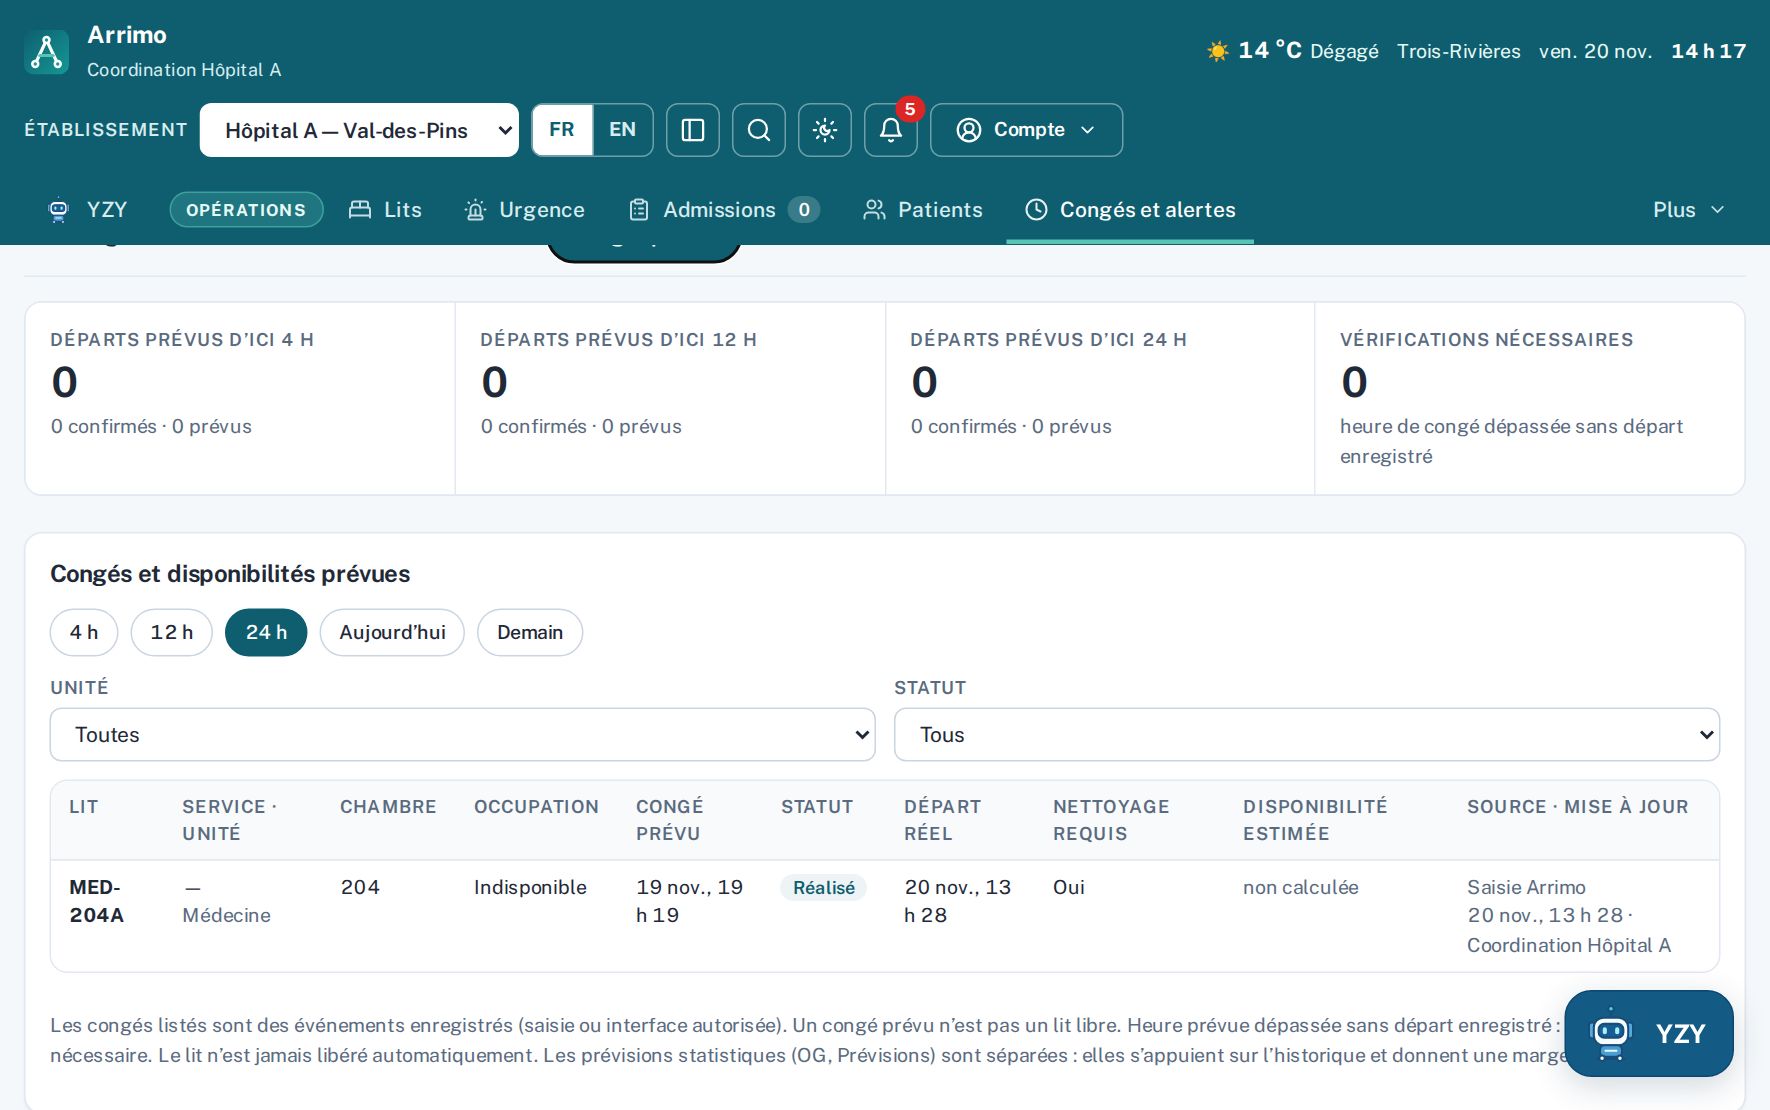 Arrimo
Coordination Hôpital A
☀️ 14 °C Dégagé Trois-Rivières ven. 20 nov. 14 h 17
ÉTABLISSEMENT Hôpital A — Val-des-Pins FR EN 5 Compte
YZY OPÉRATIONS Lits Urgence Admissions 0 Patients Congés et alertes Plus
DÉPARTS PRÉVUS D’ICI 4 H
0
0 confirmés · 0 prévus
DÉPARTS PRÉVUS D’ICI 12 H
0
0 confirmés · 0 prévus
DÉPARTS PRÉVUS D’ICI 24 H
0
0 confirmés · 0 prévus
VÉRIFICATIONS NÉCESSAIRES
0
heure de congé dépassée sans départ
enregistré
Congés et disponibilités prévues
4 h 12 h 24 h Aujourd’hui Demain
UNITÉ
Toutes
STATUT
Tous
LIT
SERVICE ·
UNITÉ
CHAMBRE
OCCUPATION
CONGÉ
PRÉVU
STATUT
DÉPART
RÉEL
NETTOYAGE
REQUIS
DISPONIBILITÉ
ESTIMÉE
SOURCE · MISE À JOUR
MED-
204A
—
Médecine
204
Indisponible
19 nov., 19
h 19
Réalisé
20 nov., 13
h 28
Oui
non calculée
Saisie Arrimo
20 nov., 13 h 28 ·
Coordination Hôpital A
Les congés listés sont des événements enregistrés (saisie ou interface autorisée). Un congé prévu n’est pas un lit libre. Heure prévue dépassée sans départ enregistré :
nécessaire. Le lit n’est jamais libéré automatiquement. Les prévisions statistiques (OG, Prévisions) sont séparées : elles s’appuient sur l’historique et donnent une marge
YZY